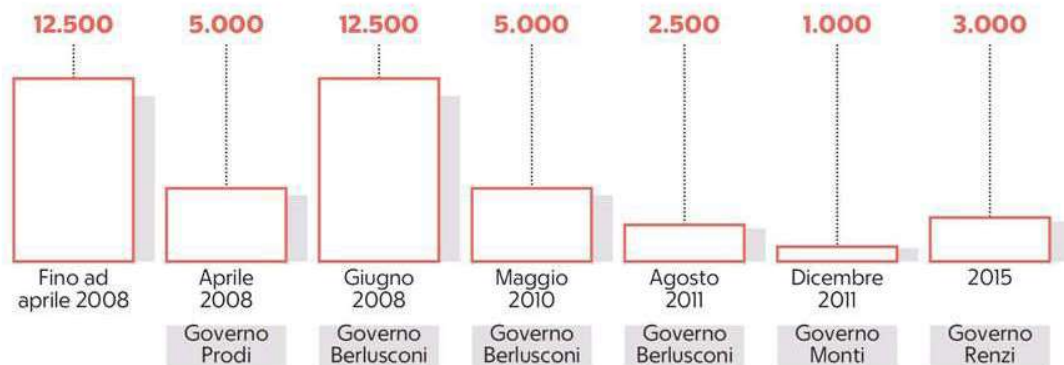 12.500
5.000
12.500
5.000
2.500
1.000
3.000
Fino ad
aprile 2008
Aprile
2008
Giugno
2008
Maggio
2010
Agosto
2011
Dicembre
2011
2015
Governo
Prodi
Governo
Berlusconi
Governo
Berlusconi
Governo
Berlusconi
Governo
Monti
Governo
Renzi